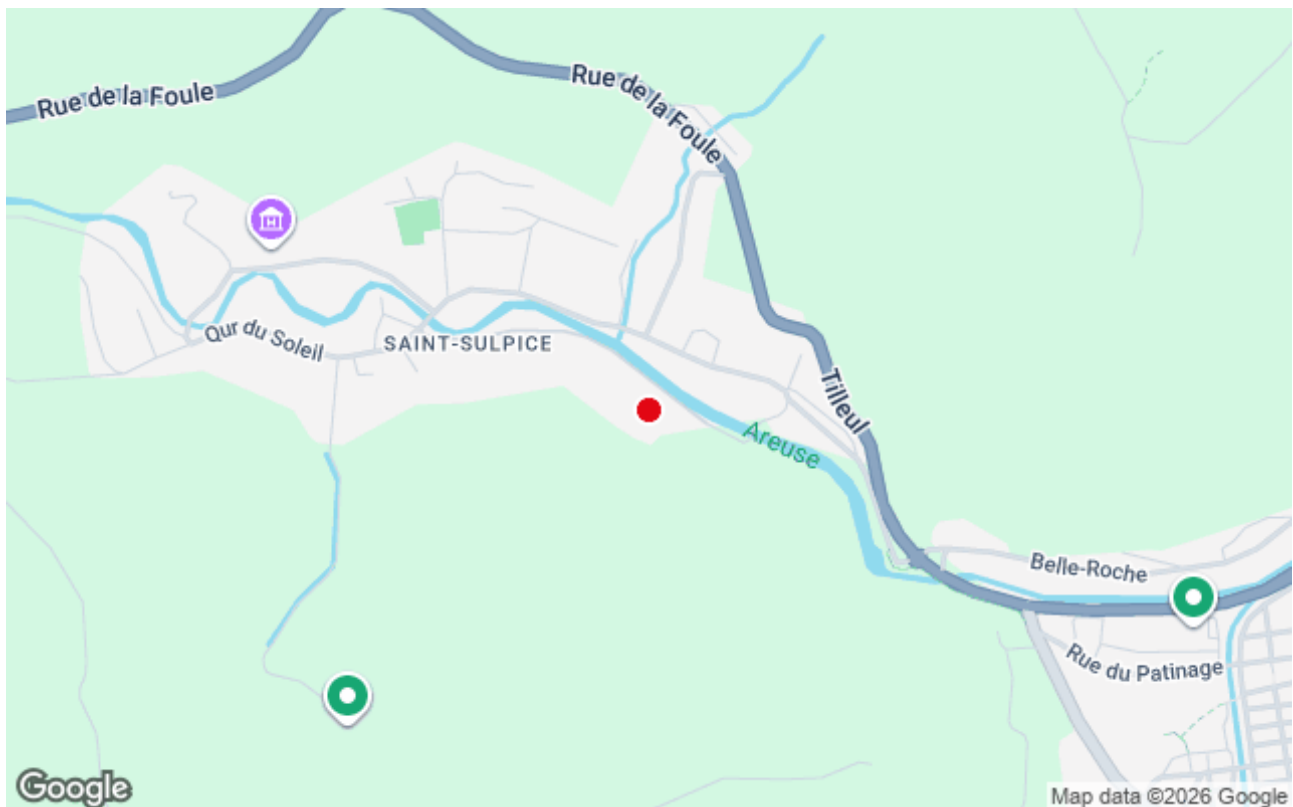 Rue de la Foule
Rue de la Foule
H
Qur du Soleil
SAINT-SULPICE
Tilleul
Areuse
Belle-Roche
Rue du Patinage
Google
Map data ©2026 Google